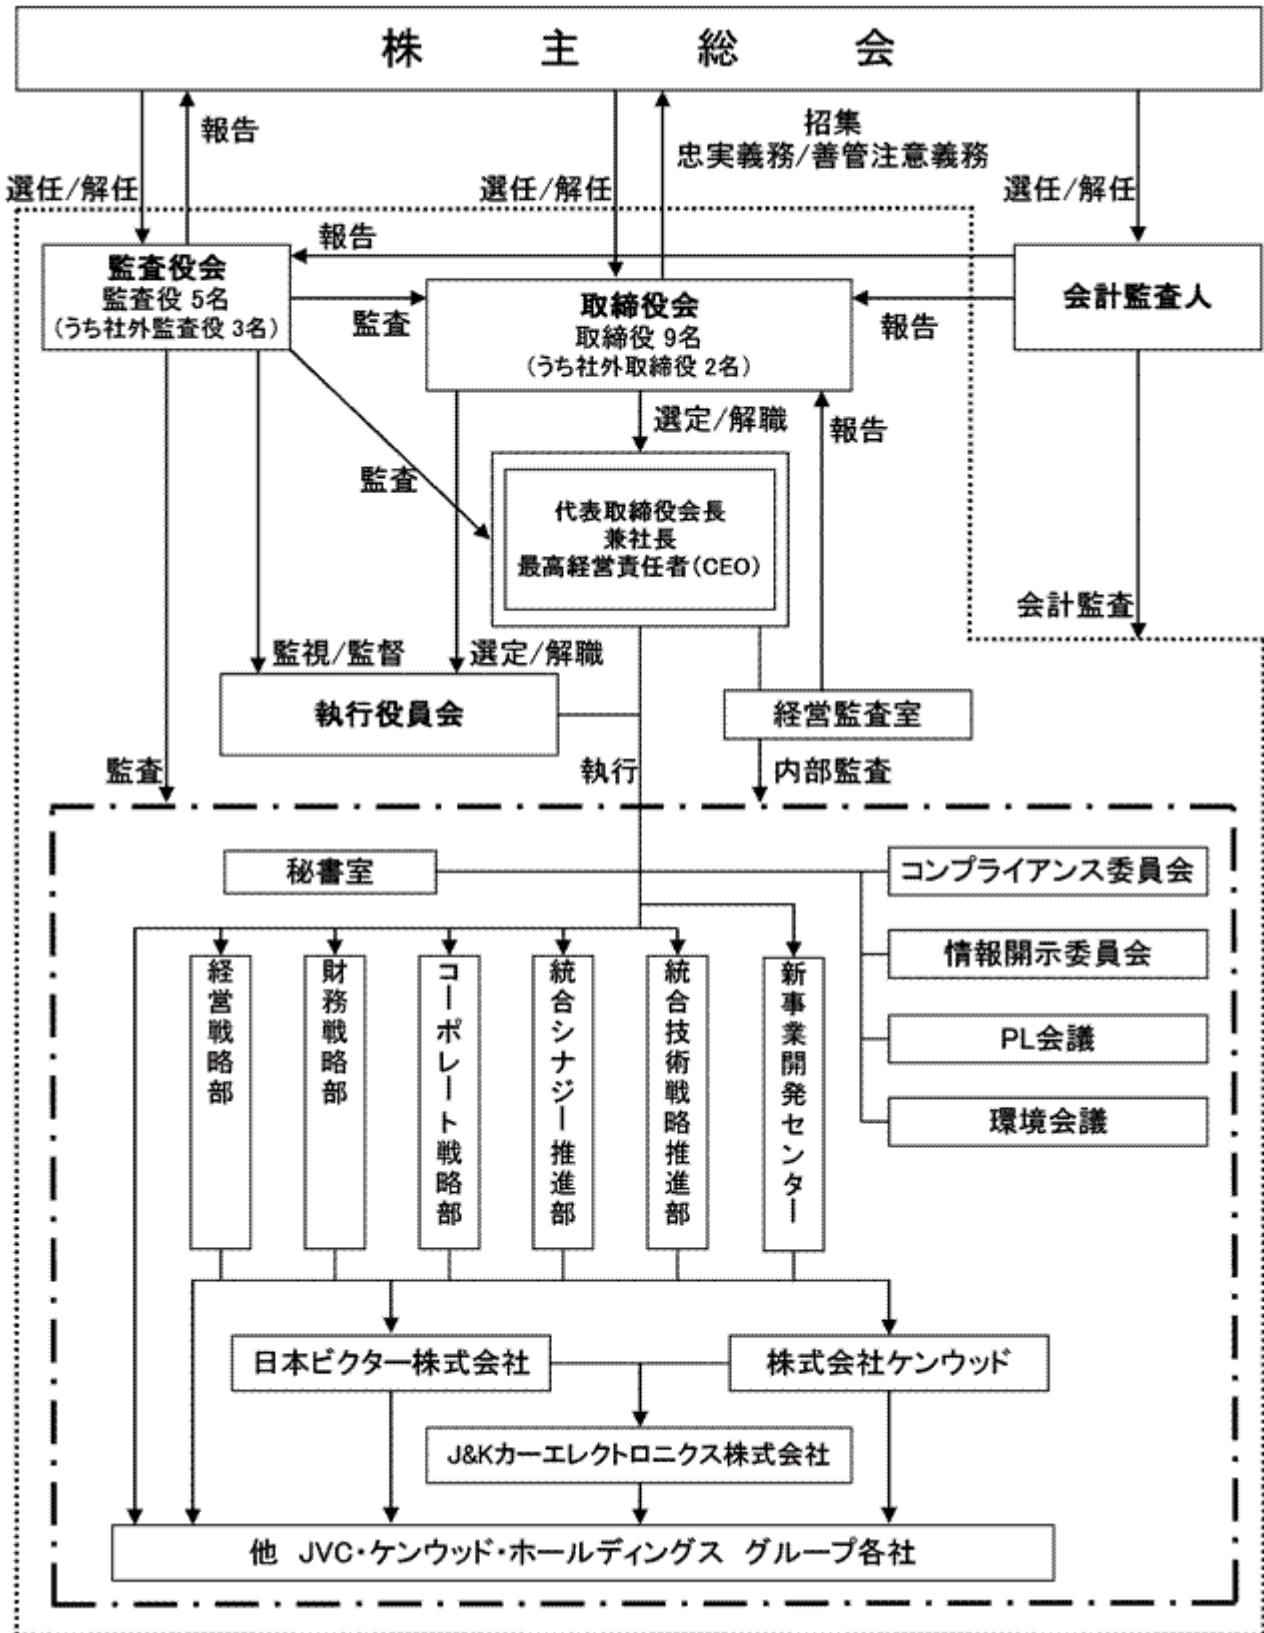 株主総会
報告
招集
忠実義務/善管注意義務
選任/解任
選任/解任
選任/解任
報告
監査役会
監査役 5名
(うち社外監査役 3名)
監査
取締役会
取締役 9名
(うち社外取締役 2名)
報告
会計監査人
選定/解職
報告
監査
代表取締役会長
兼社長
最高経営責任者(CEO)
会計監査
監視/監督
選定/解職
執行役員会
経営監査室
監査
執行
内部監査
秘書室
コンプライアンス委員会
情報開示委員会
PL会議
環境会議
経営戦略部
財務戦略部
コーポレート戦略部
統合シナジー推進部
統合技術戦略推進部
新事業開発センター
日本ビクター株式会社
株式会社ケンウッド
J&Kカーエレクトロニクス株式会社
他 JVC・ケンウッド・ホールディングス グループ各社